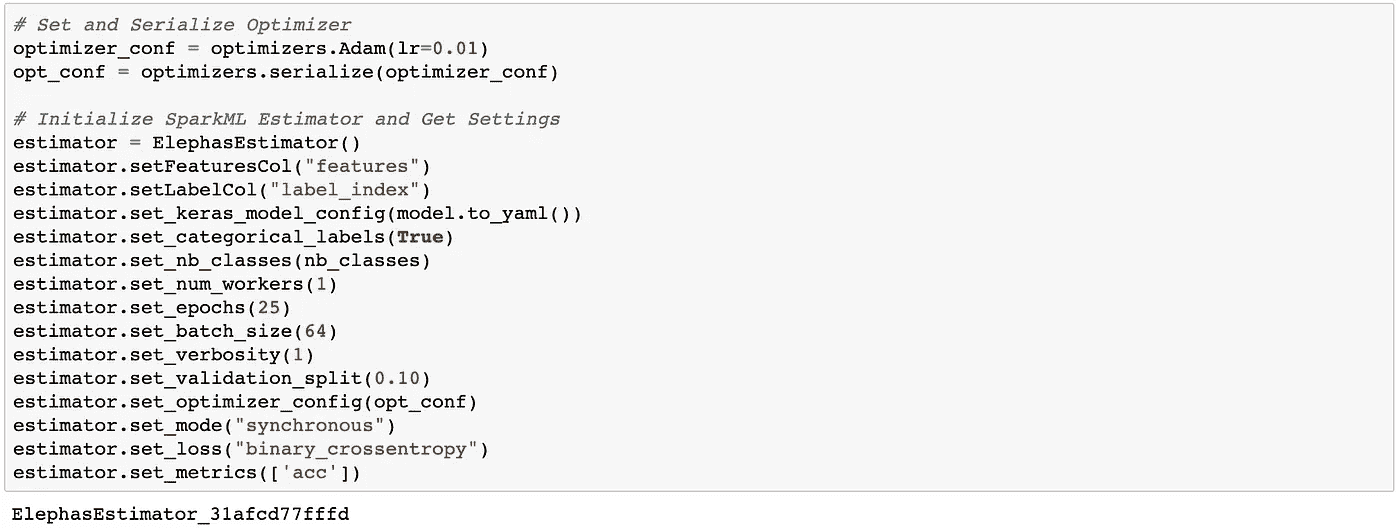 # Set and Serialize Optimizer
optimizer_conf = optimizers.Adam(lr=0.01)
opt_conf = optimizers.serialize(optimizer_conf)

# Initialize SparkML Estimator and Get Settings
estimator = ElephasEstimator()
estimator.setFeaturesCol("features")
estimator.setLabelCol("label_index")
estimator.set_keras_model_config(model.to_yaml())
estimator.set_categorical_labels(True)
estimator.set_nb_classes(nb_classes)
estimator.set_num_workers(1)
estimator.set_epochs(25)
estimator.set_batch_size(64)
estimator.set_verbosity(1)
estimator.set_validation_split(0.10)
estimator.set_optimizer_config(opt_conf)
estimator.set_mode("synchronous")
estimator.set_loss("binary_crossentropy")
estimator.set_metrics(['acc'])
ElephasEstimator_31afcd77fffd